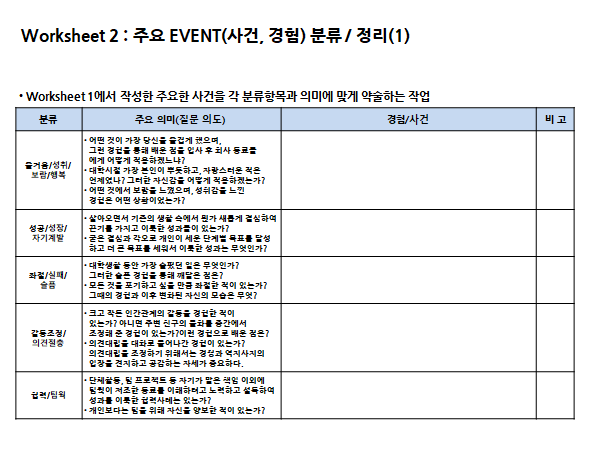 Worksheet 2 : 주요 EVENT(사건, 경험) 분류 / 정리(1)
• Worksheet 1에서 작성한 주요한 사건을 각 분류항목과 의미에 맞게 약술하는 작업
분류
주요 의미(질문 의도)
경험/사건
비 고
즐거움/성취/
보람/행복
• 어떤 것이 가장 당신을 즐겁게 했으며,
그런 경험을 통해 배운 점을 입사 후 회사 동료들
에게 어떻게 적용하겠느냐?
• 대학시절 가장 본인이 뿌듯하고, 자랑스러운 적은
언제였나? 그러한 자신감을 어떻게 적용하겠는가?
• 어떤 것에서 보람을 느꼈으며, 성취감을 느낀
경험은 어떤 상황이었는가?
성공/성장/
자기계발
• 살아오면서 기존의 생활 속에서 뭔가 새롭게 결심하여
끈기를 가지고 이룩한 성과들이 있는가?
• 굳은 결심과 각오로 개인이 세운 단계별 목표를 달성
하고 더 큰 목표를 세워서 이룩한 성과는 무엇인가?
좌절/실패/
슬픔
• 대학생활 동안 가장 슬펐던 일은 무엇인가?
그러한 슬픈 경험을 통해 깨달은 점은?
• 모든 것을 포기하고 싶을 만큼 좌절한 적이 있는가?
그때의 경험과 이후 변화된 자신의 모습은 무엇?
갈등조정/
의견절충
• 크고 작든 인간관계의 갈등을 경험한 적이
있는가? 아니면 주변 친구의 불화를 중간에서
조정해 준 경험이 있는가?이런 경험으로 배운 점은?
• 의견대립을 대화로 풀어나간 경험이 있는가?
의견대립을 조정하기 위해서는 경청과 역지사지의
입장을 견지하고 공감하는 자세가 중요하다.
협력/팀웍
• 단체활동, 팀 프로젝트 등 자기가 맡은 책임 이외에
팀웍이 저조한 동료를 이해하려고 노력하고 설득하여
성과를 이룩한 협력사례는 있는가?
• 개인보다는 팀을 위해 자신을 양보한 적이 있는가?